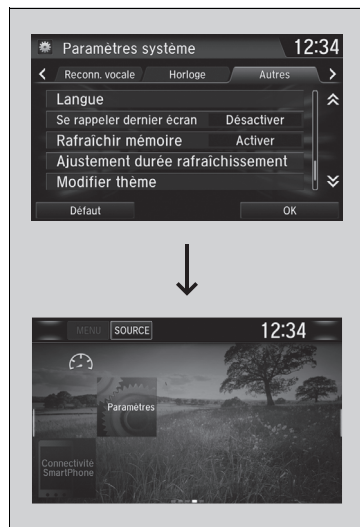 Paramètres système 12:34
Reconn. vocale Horloge Autres
Langue
Se rappeler dernier écran Désactiver
Rafraîchir mémoire Activer
Ajustement durée rafraîchissement
Modifier thème
Défaut OK
MENU SOURCE 12:34
Paramètres
Connectivité
SmartPhone